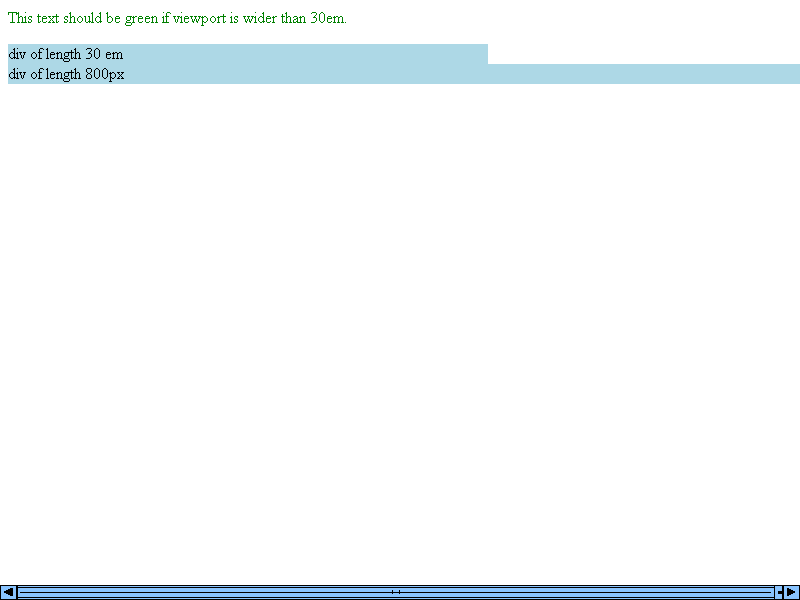 This text should be green if viewport is wider than 30em.
div of length 30 em
div of length 800px